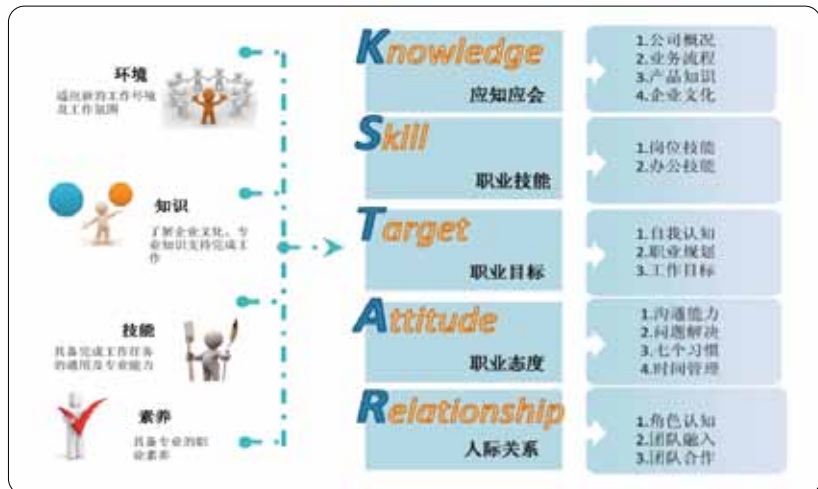 环境
适应新的工作环境
及工作氛围
知识
了解企业文化、专
业知识支持完成工
作
技能
具备完成工作任务
的通用及专业能力
素养
具备专业的职
业素养
Knowledge
应知应会
1.公司概况
2.业务流程
3.产品知识
4.企业文化
Skill
职业技能
1.岗位技能
2.办公技能
Target
职业目标
1.自我认知
2.职业规划
3.工作目标
Attitude
职业态度
1.沟通能力
2.问题解决
3.七个习惯
4.时间管理
Relationship
人际关系
1.角色认知
2.团队融入
3.团队合作